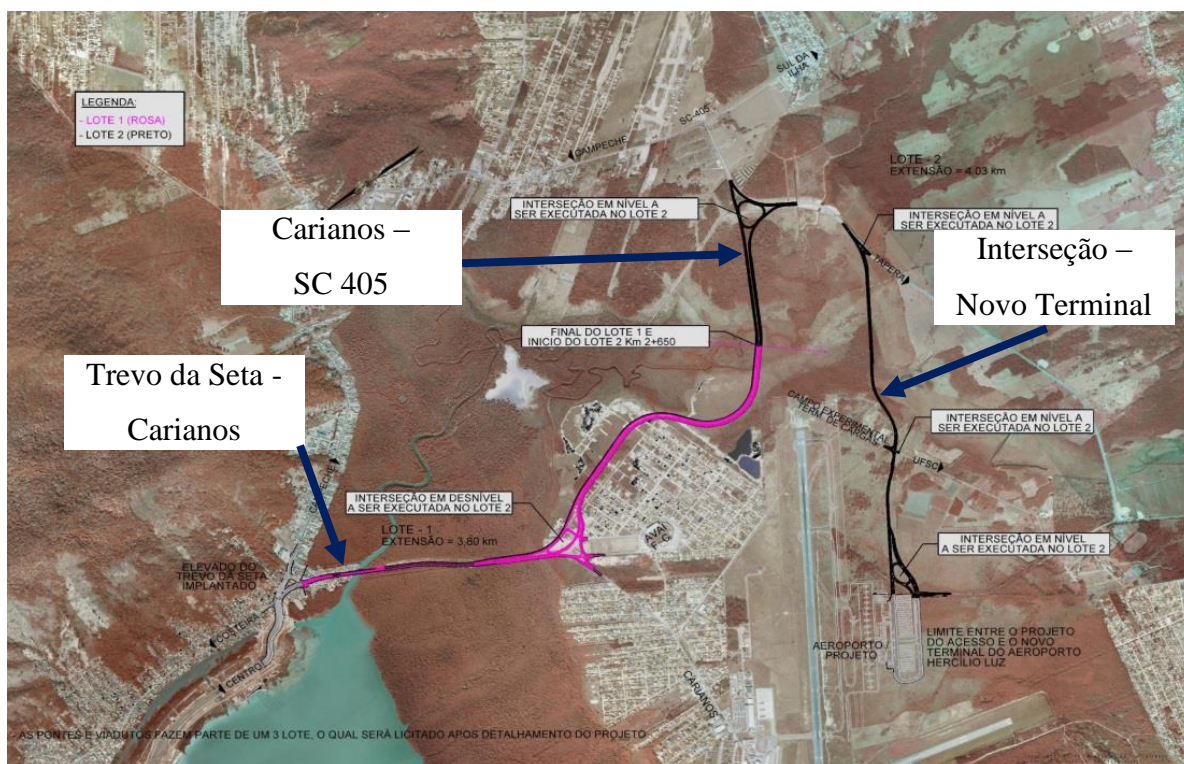 LEGENDA:
- LOTE 1 (ROSA)
- LOTE 2 (PRETO)
SUL DA
ILHA
SC-405
CAMPECHE
LOTE - 2
EXTENSÃO = 4,03 km
INTERSEÇÃO EM NÍVEL A
SER EXECUTADA NO LOTE 2
INTERSEÇÃO EM NÍVEL A
SER EXECUTADA NO LOTE 2
Carianos –
SC 405
TAPERA
Interseção –
Novo Terminal
FINAL DO LOTE 1 E
INICIO DO LOTE 2 Km 2+650
Trevo da Seta -
Carianos
CAMPO EXPERIMENTAL
TERM DE CARGAS
INTERSEÇÃO EM NÍVEL A
SER EXECUTADA NO LOTE 2
UFSC
CAMPECHE
INTERSEÇÃO EM DESNÍVEL
A SER EXECUTADA NO LOTE 2
LOTE - 1
EXTENSÃO = 3,80 km
AVAÍ
F C
INTERSEÇÃO EM NÍVEL
A SER EXECUTADA NO LOTE 2
ELEVADO DO
TREVO DA SETA
IMPLANTADO
COSTEIRA
CENTRO
CARIANOS
AEROPORTO
PROJETO
LIMITE ENTRE O PROJETO
DO ACESSO E O NOVO
TERMINAL DO AEROPORTO
HERCÍLIO LUZ
- AS PONTES E VIADUTOS FAZEM PARTE DE UM 3 LOTE, O QUAL SERÁ LICITADO APOS DETALHAMENTO DO PROJETO